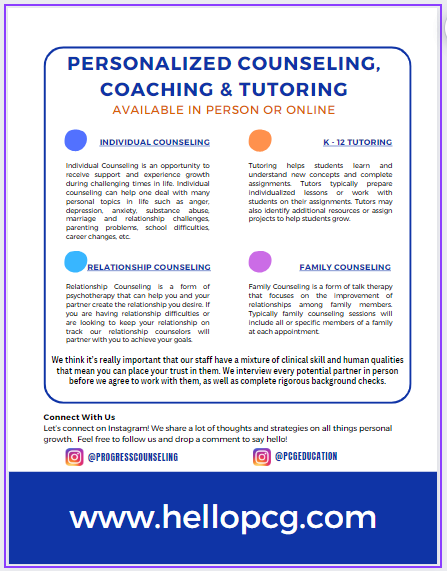 PERSONALIZED COUNSELING,
COACHING & TUTORING
AVAILABLE IN PERSON OR ONLINE
INDIVIDUAL COUNSELING
Individual Counseling is an opportunity to
receive support and experience growth
during challenging times in life. Individual
counseling can help one deal with many
personal topics in life such as anger,
depression, anxiety, substance abuse,
marriage and relationship challenges,
parenting problems, school difficulties,
career changes, etc.
K - 12 TUTORING
Tutoring helps students learn and
understand new concepts and complete
assignments. Tutors typically prepare
individualized lessons or work with
students on their assignments. Tutors may
also identify additional resources or assign
projects to help students grow.
RELATIONSHIP COUNSELING
Relationship Counseling is a form of
psychotherapy that can help you and your
partner create the relationship you desire. If
you are having relationship difficulties or
are looking to keep your relationship on
track our relationship counselors will
partner with you to achieve your goals.
FAMILY COUNSELING
Family Counseling is a form of talk therapy
that focuses on the improvement of
relationships among family members.
Typically family counseling sessions will
include all or specific members of a family
at each appointment.
We think it's really important that our staff have a mixture of clinical skill and human qualities
that mean you can place your trust in them. We interview every potential partner in person
before we agree to work with them, as well as complete rigorous background checks.
Connect With Us
Let's connect on Instagram! We share a lot of thoughts and strategies on all things personal
growth. Feel free to follow us and drop a comment to say hello!
@PROGRESSCOUNSELING
@PCGEDUCATION
www.hellopcg.com